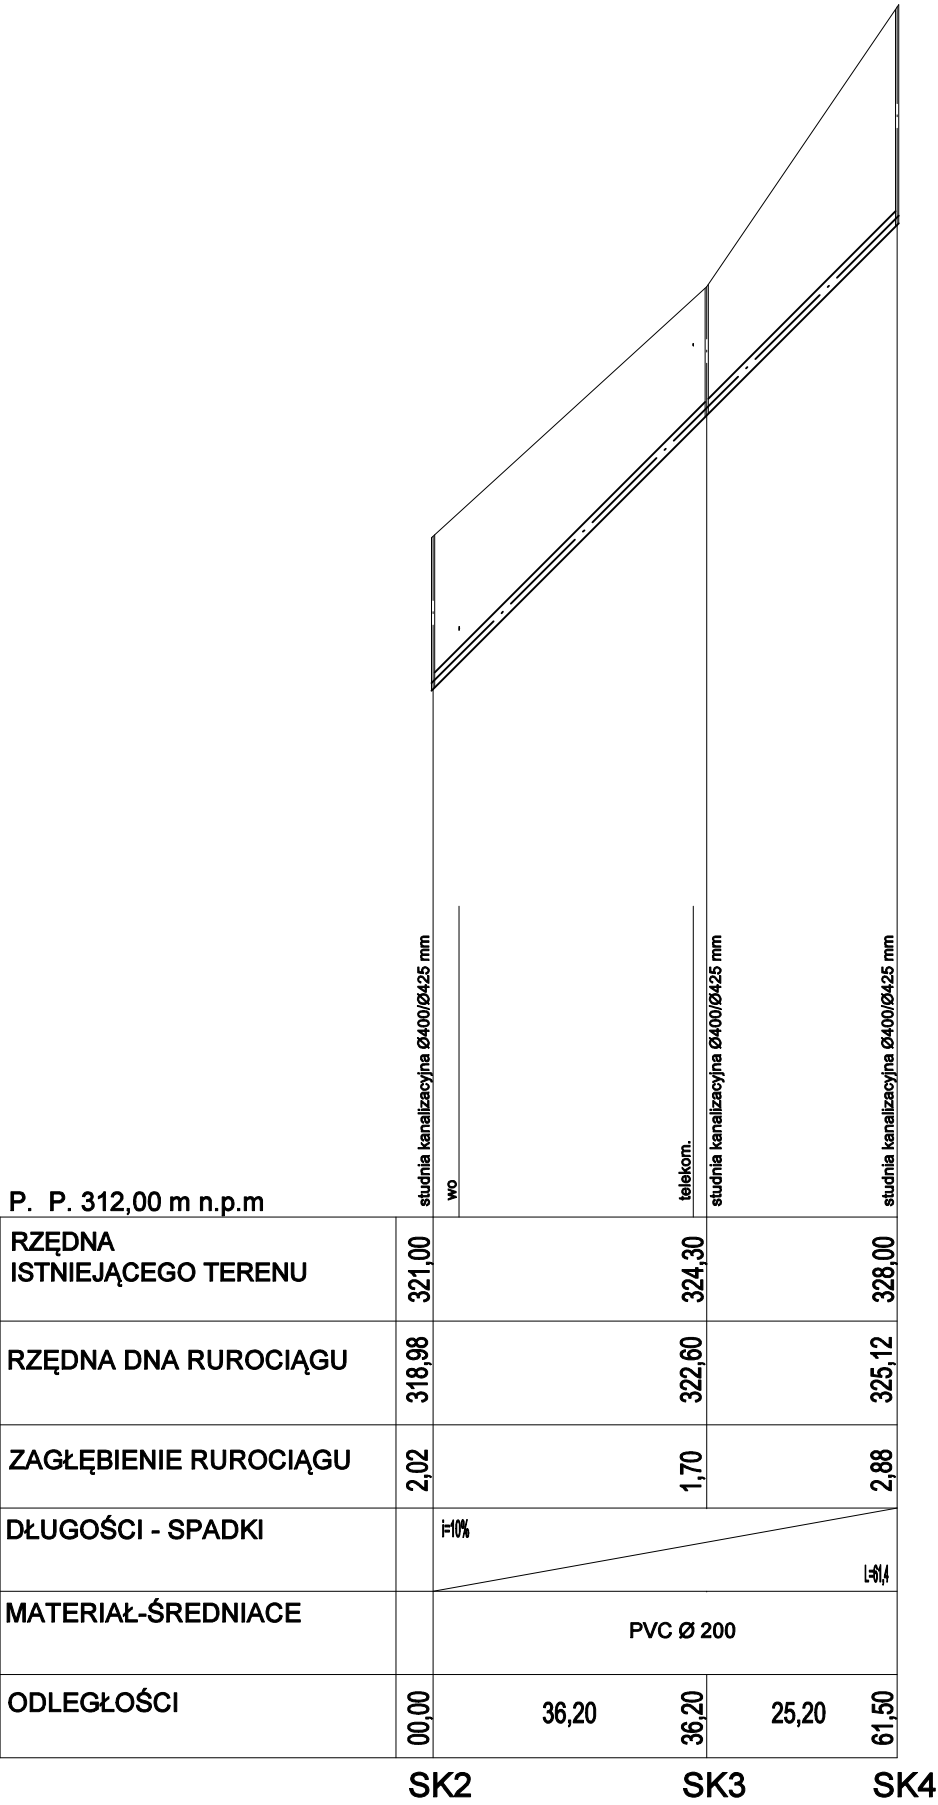 studnia kanalizacyjna Ø400/Ø425 mm
wo
telekom.
studnia kanalizacyjna Ø400/Ø425 mm
studnia kanalizacyjna Ø400/Ø425 mm
P. P. 312,00 m n.p.m
RZĘDNA
ISTNIEJĄCEGO TERENU
321,00
324,30
328,00
RZĘDNA DNA RUROCIĄGU
318,98
322,60
325,12
ZAGŁĘBIENIE RUROCIĄGU
2,02
1,70
2,88
DŁUGOŚCI - SPADKI
i=10%
L=61,4
MATERIAŁ-ŚREDNIACE
PVC Ø 200
ODLEGŁOŚCI
00,00
36,20
36,20
25,20
61,50
SK2
SK3
SK4